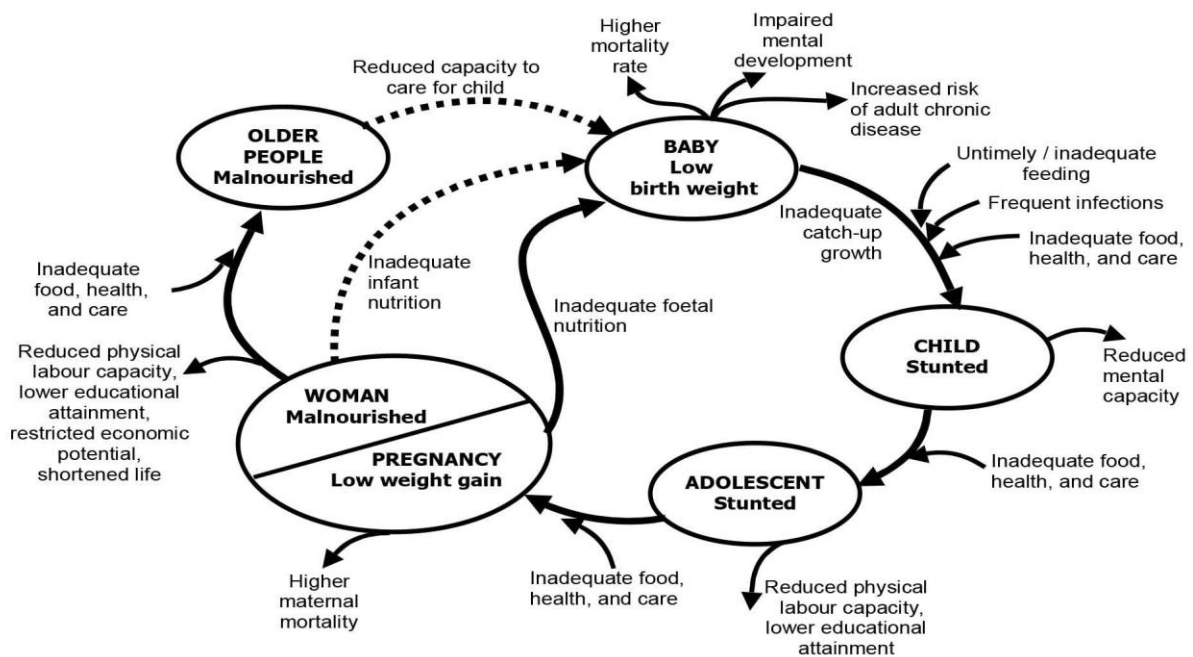 Reduced capacity to
care for child
Higher
mortality
rate
Impaired
mental
development
Increased risk
of adult chronic
disease
OLDER
PEOPLE
Malnourished
BABY
Low
birth weight
Untimely / inadequate
feeding
Frequent infections
Inadequate food,
health, and care
Inadequate
catch-up
growth
Inadequate
food, health,
and care
Inadequate
infant
nutrition
Inadequate foetal
nutrition
CHILD
Stunted
Reduced
mental
capacity
Reduced physical
labour capacity,
lower educational
attainment,
restricted economic
potential,
shortened life
WOMAN
Malnourished
PREGNANCY
Low weight gain
ADOLESCENT
Stunted
Inadequate food,
health, and care
Higher
maternal
mortality
Inadequate food,
health, and care
Reduced physical
labour capacity,
lower educational
attainment